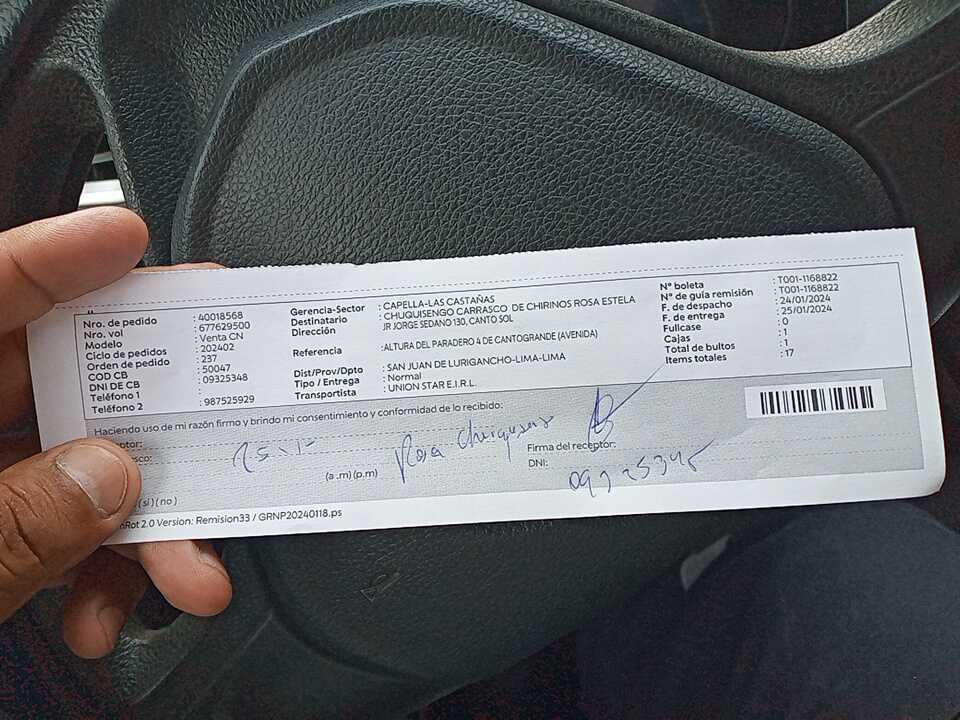 Nro. de pedido : 40018568
Nro. vol : 677629500
Modelo : Venta CN
Ciclo de pedidos : 202402
Orden de pedido : 237
COD CB : 50047
DNI DE CB : 09325348
Teléfono 1 :
Teléfono 2 : 987525929
Gerencia-Sector : CAPELLA-LAS CASTAÑAS
Destinatario : CHUQUISENGO CARRASCO DE CHIRINOS ROSA ESTELA
Dirección : JR JORGE SEDANO 130, CANTO SOL
Referencia : ALTURA DEL PARADERO 4 DE CANTOGRANDE (AVENIDA)
Dist/Prov/Dpto : SAN JUAN DE LURIGANCHO-LIMA-LIMA
Tipo / Entrega : Normal
Transportista : UNION STAR E.I.R.L.
N° boleta : T001-1168822
N° de guía remisión : T001-1168822
F. de despacho : 24/01/2024
F. de entrega : 25/01/2024
Fullcase : 0
Cajas : 1
Total de bultos : 1
Items totales : 17
Haciendo uso de mi razón firmo y brindo mi consentimiento y conformidad de lo recibido:
ptor:
esco:
(a .m) (p.m)
Rosa
Firma del receptor:
DNI:
(si) (no)
Rot 2.0 Version: Remision33 / GRNP20240118.ps